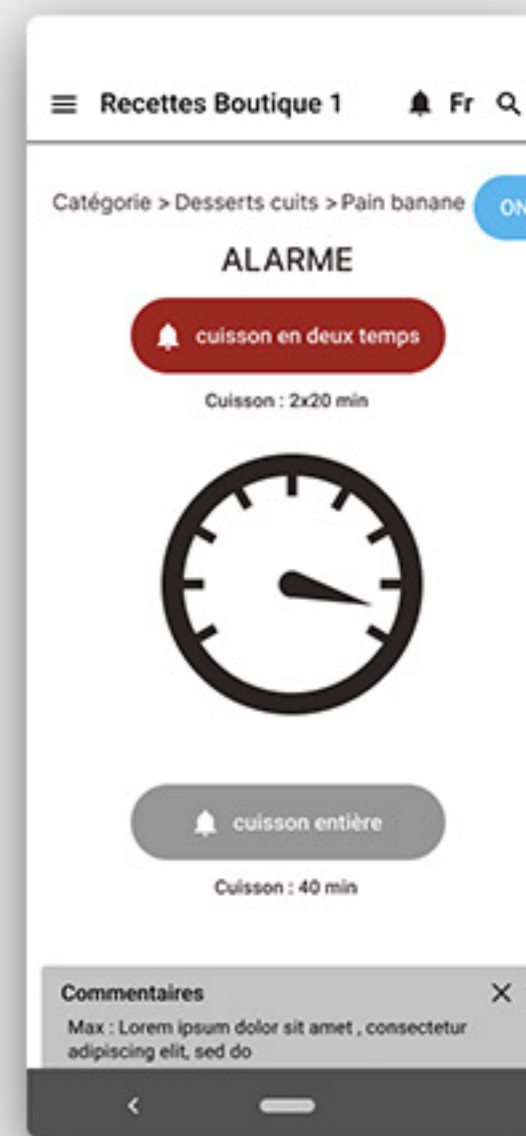 Recettes Boutique 1 Fr
Catégorie > Desserts cuits > Pain banane ON
ALARME
cuisson en deux temps
Cuisson : 2x20 min
cuisson entière
Cuisson : 40 min
Commentaires
Max : Lorem ipsum dolor sit amet , consectetur
adipiscing elit, sed do